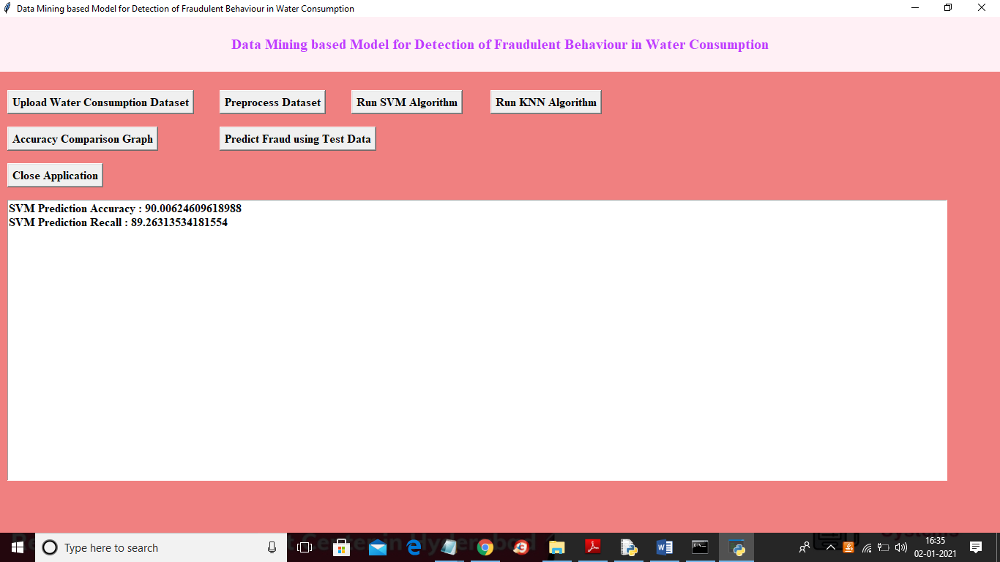 Data Mining based Model for Detection of Fraudulent Behaviour in Water Consumption
Data Mining based Model for Detection of Fraudulent Behaviour in Water Consumption
Upload Water Consumption Dataset Preprocess Dataset Run SVM Algorithm Run KNN Algorithm
Accuracy Comparison Graph Predict Fraud using Test Data
Close Application
SVM Prediction Accuracy : 90.00624609618988
SVM Prediction Recall : 89.26313534181554
Type here to search
16:35
02-01-2021